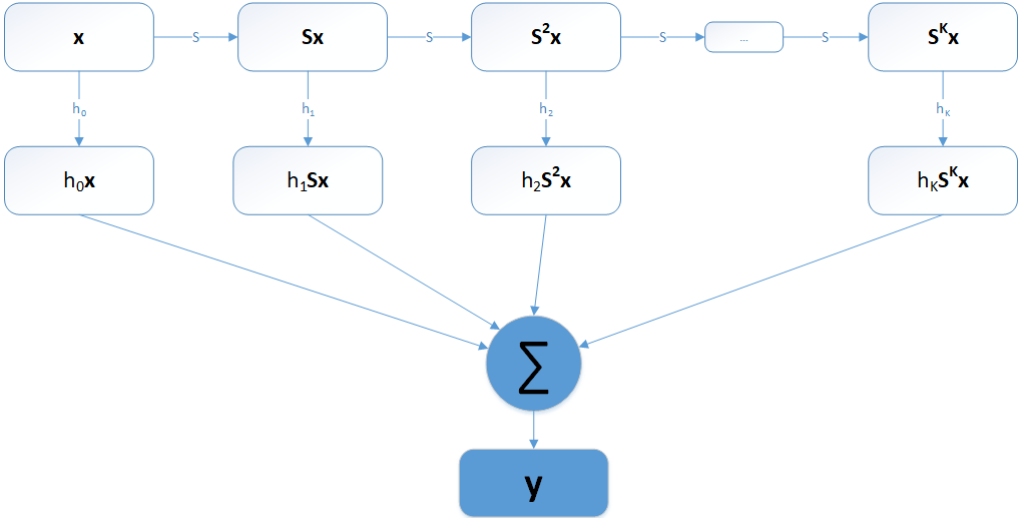 x S Sx S S²x S ... S Sᴷx
h₀ h₁ h₂ hₖ
h₀x h₁Sx h₂S²x hₖSᴷx
Σ
y